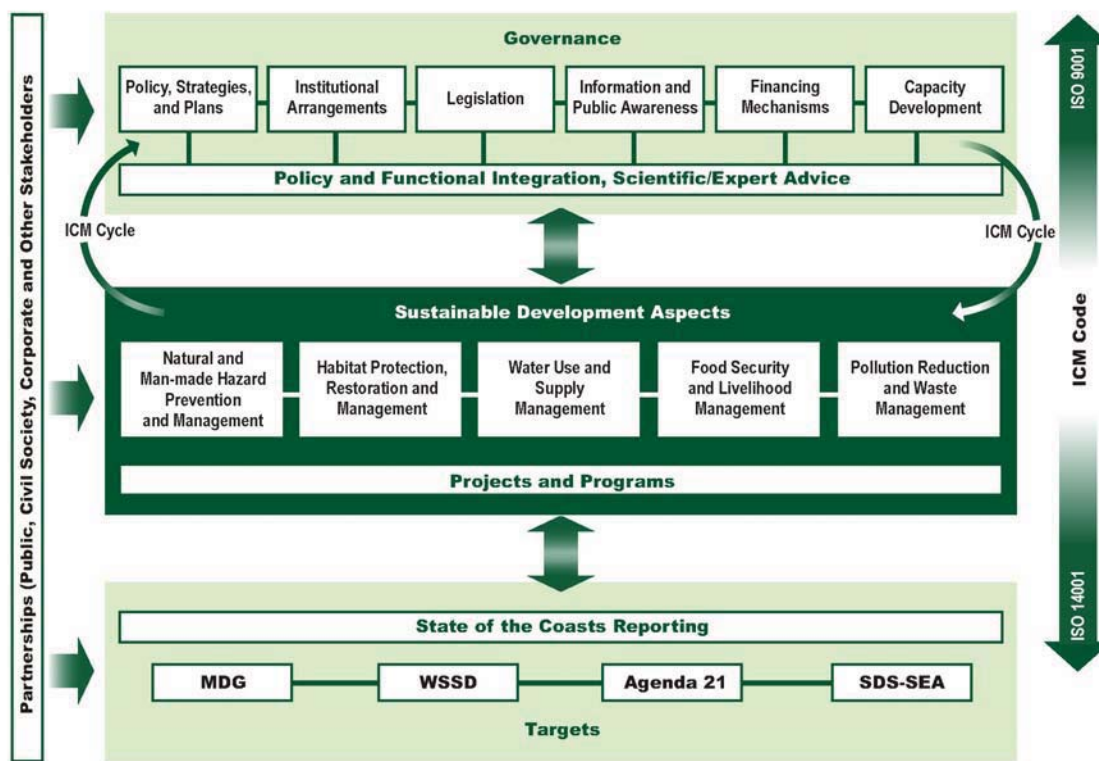 Partnerships (Public, Civil Society, Corporate and Other Stakeholders
Governance
Policy, Strategies,
and Plans
Institutional
Arrangements
Legislation
Information and
Public Awareness
Financing
Mechanisms
Capacity
Development
Policy and Functional Integration, Scientific/Expert Advice
ICM Cycle
ICM Cycle
Sustainable Development Aspects
Natural and
Man-made Hazard
Prevention
and Management
Habitat Protection,
Restoration and
Management
Water Use and
Supply
Management
Food Security
and Livelihood
Management
Pollution Reduction
and Waste
Management
Projects and Programs
State of the Coasts Reporting
MDG
WSSD
Agenda 21
SDS-SEA
Targets
ISO 9001
ICM Code
ISO 14001